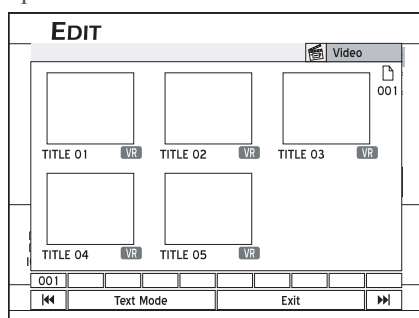 EDIT
Video
001
TITLE 01 VR TITLE 02 VR TITLE 03 VR
TITLE 04 VR TITLE 05 VR
001
Text Mode Exit